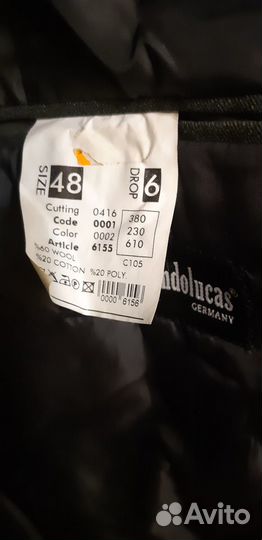 SIZE 48 DROP 6
Cutting 0416 380
Code 0001 230
Color 0002 610
Article 6155
%60 WOOL C105
%20 COTTON %20 POLY.
0000 6156
ndolucas®
GERMANY
Avito